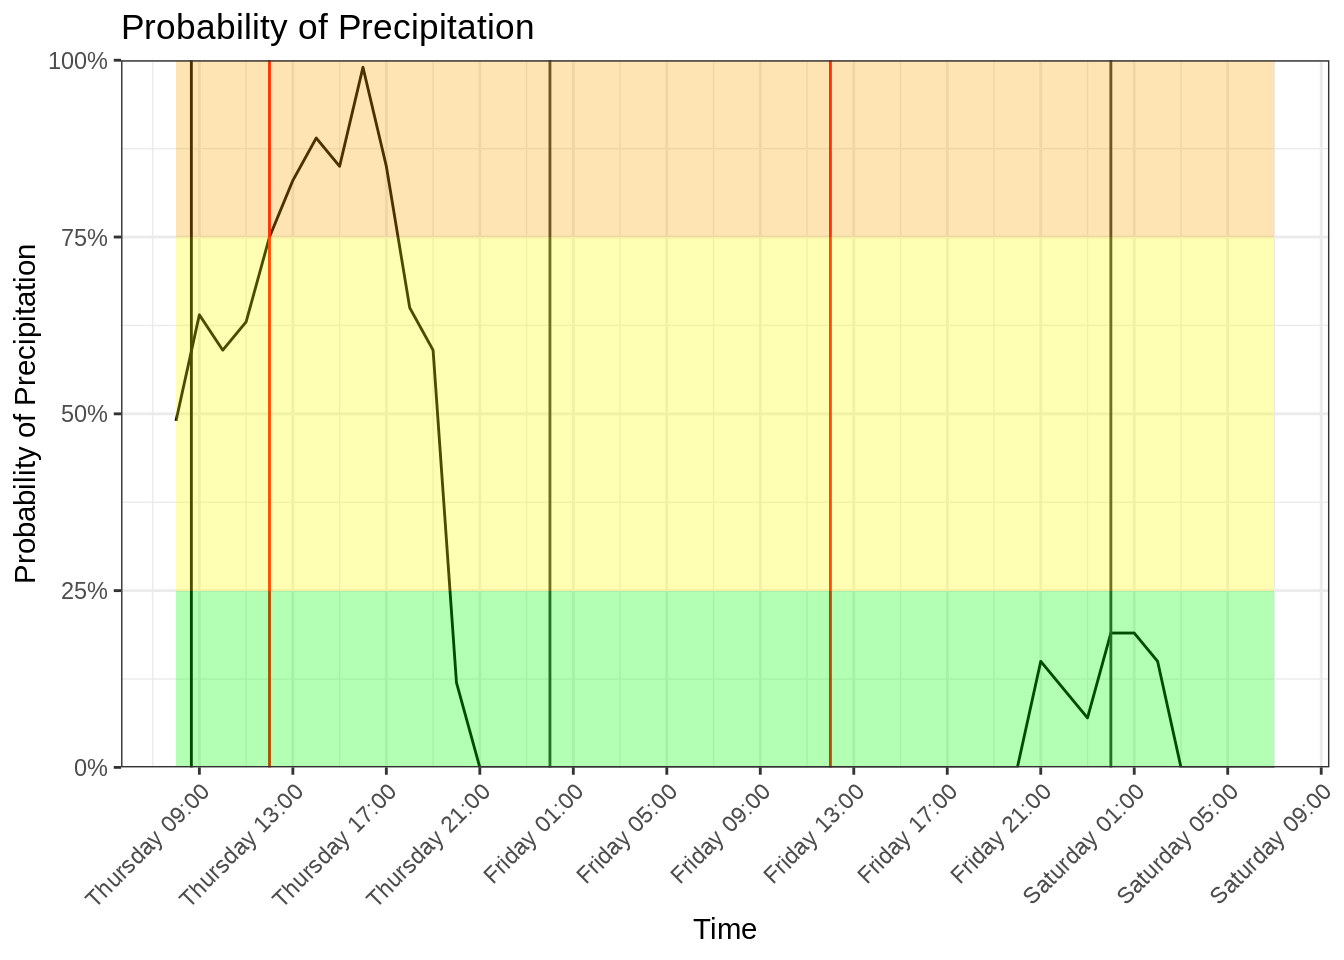 Probability of Precipitation
Probability of Precipitation
100%
75%
50%
25%
0%
Thursday 09:00
Thursday 13:00
Thursday 17:00
Thursday 21:00
Friday 01:00
Friday 05:00
Friday 09:00
Friday 13:00
Friday 17:00
Friday 21:00
Saturday 01:00
Saturday 05:00
Saturday 09:00
Time